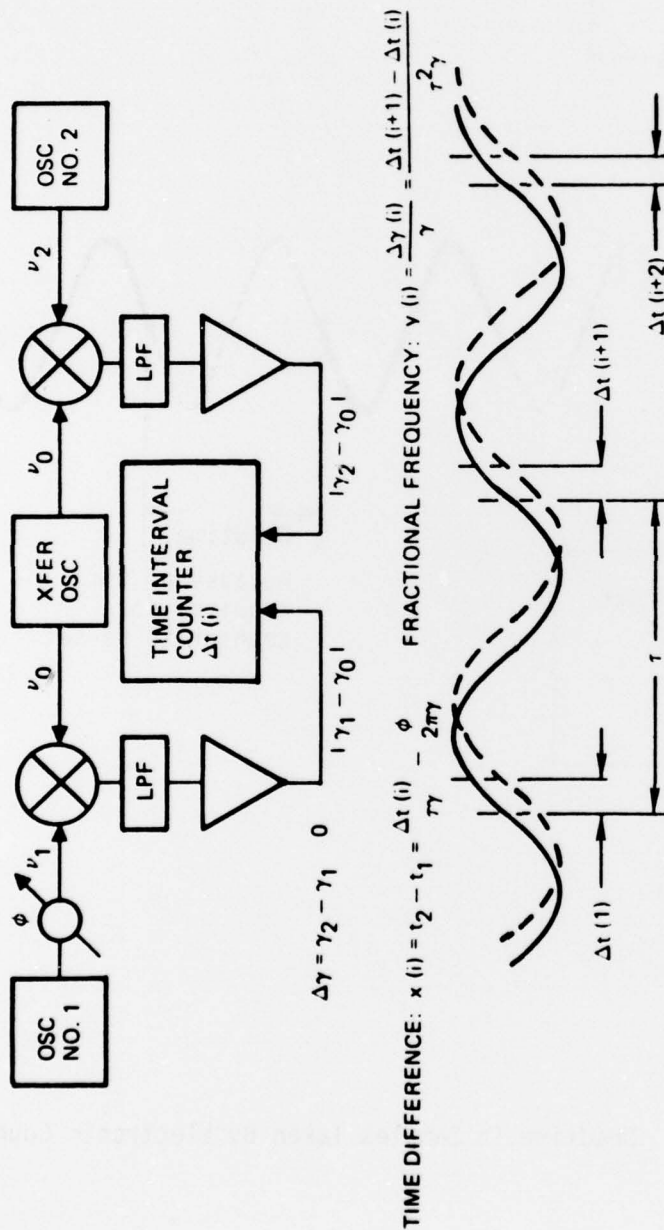 OSC
NO. 1
ϕ
ν₁
ν₀
XFER
OSC
ν₀
ν₂
OSC
NO. 2
LPF
LPF
TIME INTERVAL
COUNTER
Δt (i)
Δγ = γ₂ − γ₁ 0
|γ₁ − γ₀|
|γ₂ − γ₀|
TIME DIFFERENCE: x (i) = t₂ − t₁ = Δt (i) / τγ − ϕ / 2πγ
FRACTIONAL FREQUENCY: y (i) = Δγ (i) / γ = Δt (i+1) − Δt (i) / τ²γ
Δt (1)
τ
Δt (i+1)
Δt (i+2)